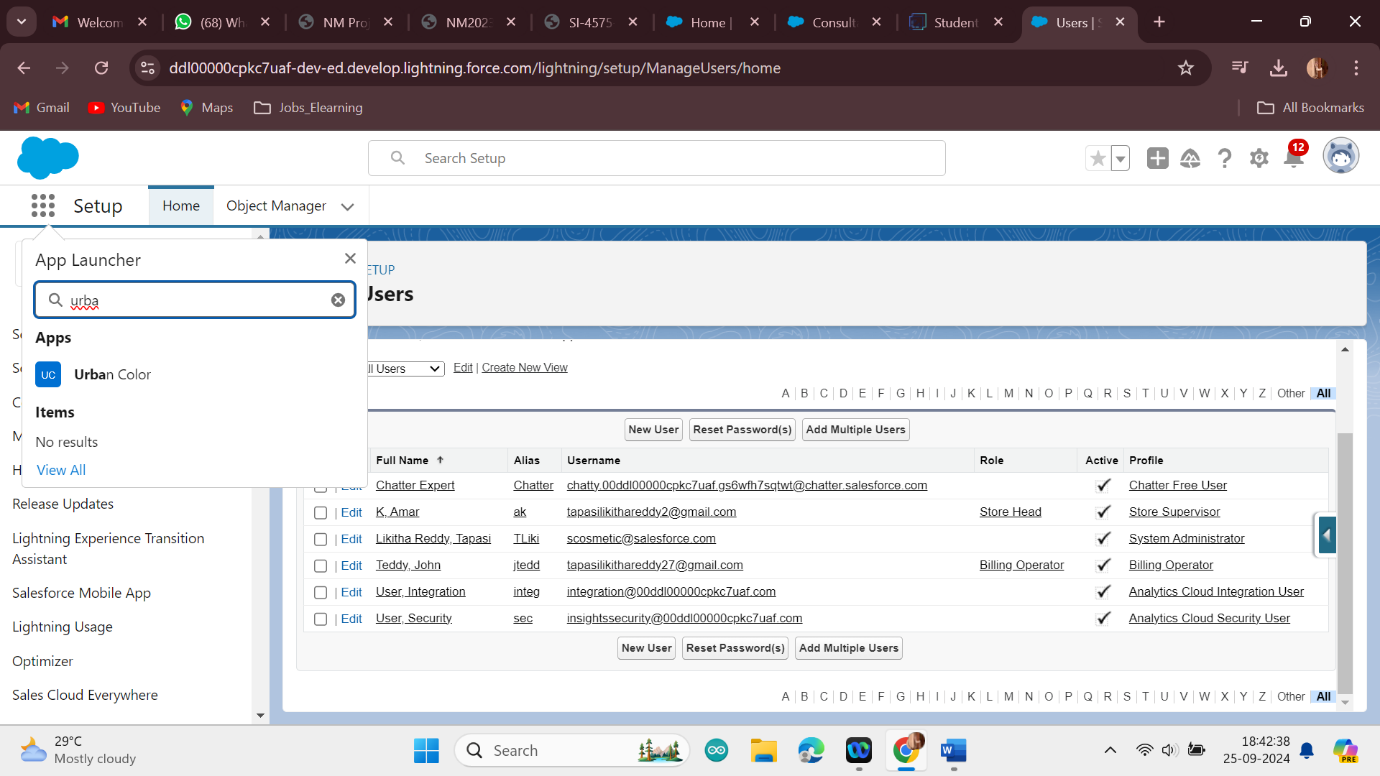 Welcom
(68) Wha
NM Pro
NM202
SI-4575
Home |
Consult
Student
Users | S
ddl00000cpkc7uaf-dev-ed.develop.lightning.force.com/lightning/setup/ManageUsers/home
Gmail
YouTube
Maps
Jobs_Elearning
All Bookmarks
Search Setup
12
Setup
Home
Object Manager
App Launcher
urba
Apps
UC
Urban Color
Items
No results
View All
ETUP
Users
ll Users
Edit | Create New View
A | B | C | D | E | F | G | H | I | J | K | L | M | N | O | P | Q | R | S | T | U | V | W | X | Y | Z | Other | All
New User Reset Password(s) Add Multiple Users
Full Name Alias Username Role Active Profile
Edit Chatter Expert Chatter chatty.00ddl00000cpkc7uaf.gs6wfh7sqtwt@chatter.salesforce.com Chatter Free User
| Edit K, Amar ak tapasilikithareddy2@gmail.com Store Head Store Supervisor
| Edit Likitha Reddy, Tapasi TLiki scosmetic@salesforce.com System Administrator
| Edit Teddy, John jtedd tapasilikithareddy27@gmail.com Billing Operator Billing Operator
| Edit User, Integration integ integration@00ddl00000cpkc7uaf.com Analytics Cloud Integration User
| Edit User, Security sec insightssecurity@00ddl00000cpkc7uaf.com Analytics Cloud Security User
New User Reset Password(s) Add Multiple Users
A | B | C | D | E | F | G | H | I | J | K | L | M | N | O | P | Q | R | S | T | U | V | W | X | Y | Z | Other | All
Release Updates
Lightning Experience Transition
Assistant
Salesforce Mobile App
Lightning Usage
Optimizer
Sales Cloud Everywhere
29°C
Mostly cloudy
Search
18:42:38
25-09-2024
PRE